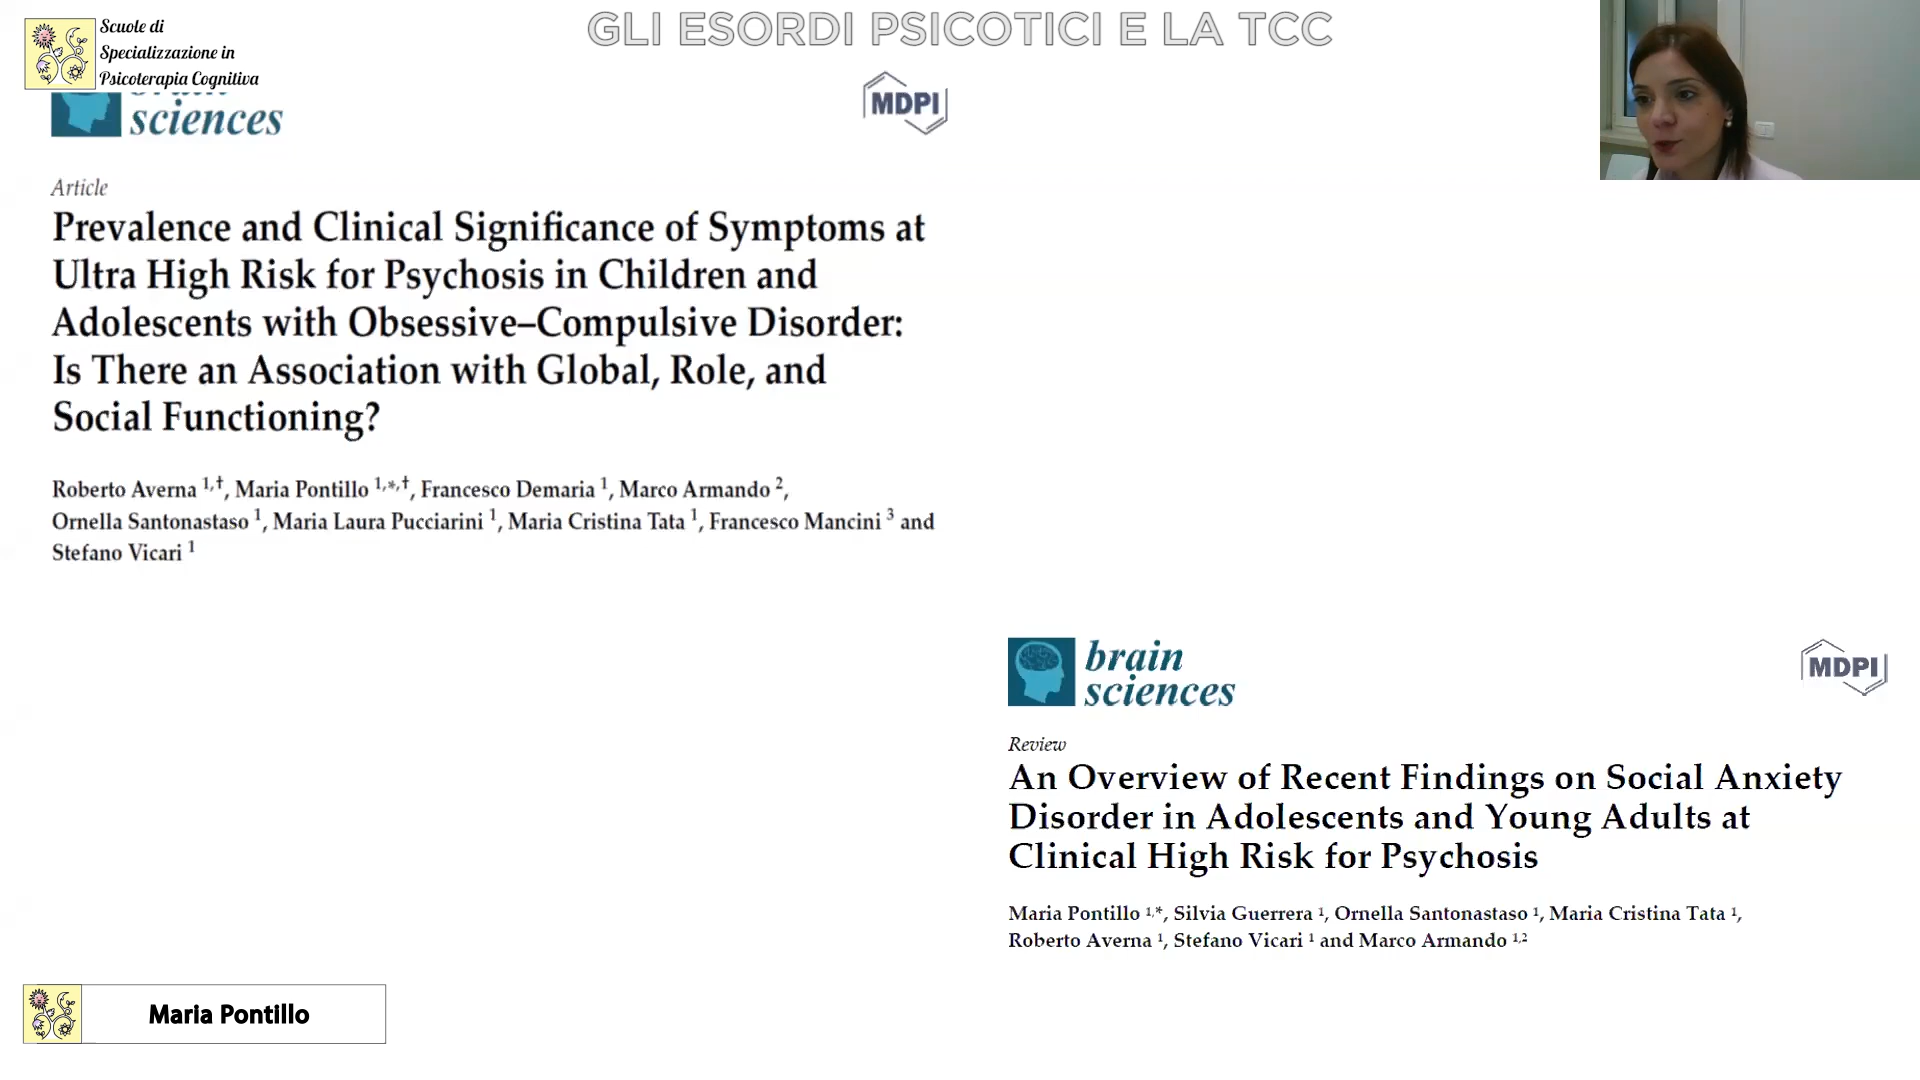 Scuole di
Specializzazione in
Psicoterapia Cognitiva
GLI ESORDI PSICOTICI E LA TCC
brain
sciences
MDPI
Article
Prevalence and Clinical Significance of Symptoms at
Ultra High Risk for Psychosis in Children and
Adolescents with Obsessive–Compulsive Disorder:
Is There an Association with Global, Role, and
Social Functioning?
Roberto Averna 1,†, Maria Pontillo 1,*,†, Francesco Demaria 1, Marco Armando 2,
Ornella Santonastaso 1, Maria Laura Pucciarini 1, Maria Cristina Tata 1, Francesco Mancini 3 and
Stefano Vicari 1
brain
sciences
MDPI
Review
An Overview of Recent Findings on Social Anxiety
Disorder in Adolescents and Young Adults at
Clinical High Risk for Psychosis
Maria Pontillo 1,*, Silvia Guerrera 1, Ornella Santonastaso 1, Maria Cristina Tata 1,
Roberto Averna 1, Stefano Vicari 1 and Marco Armando 1,2
Maria Pontillo